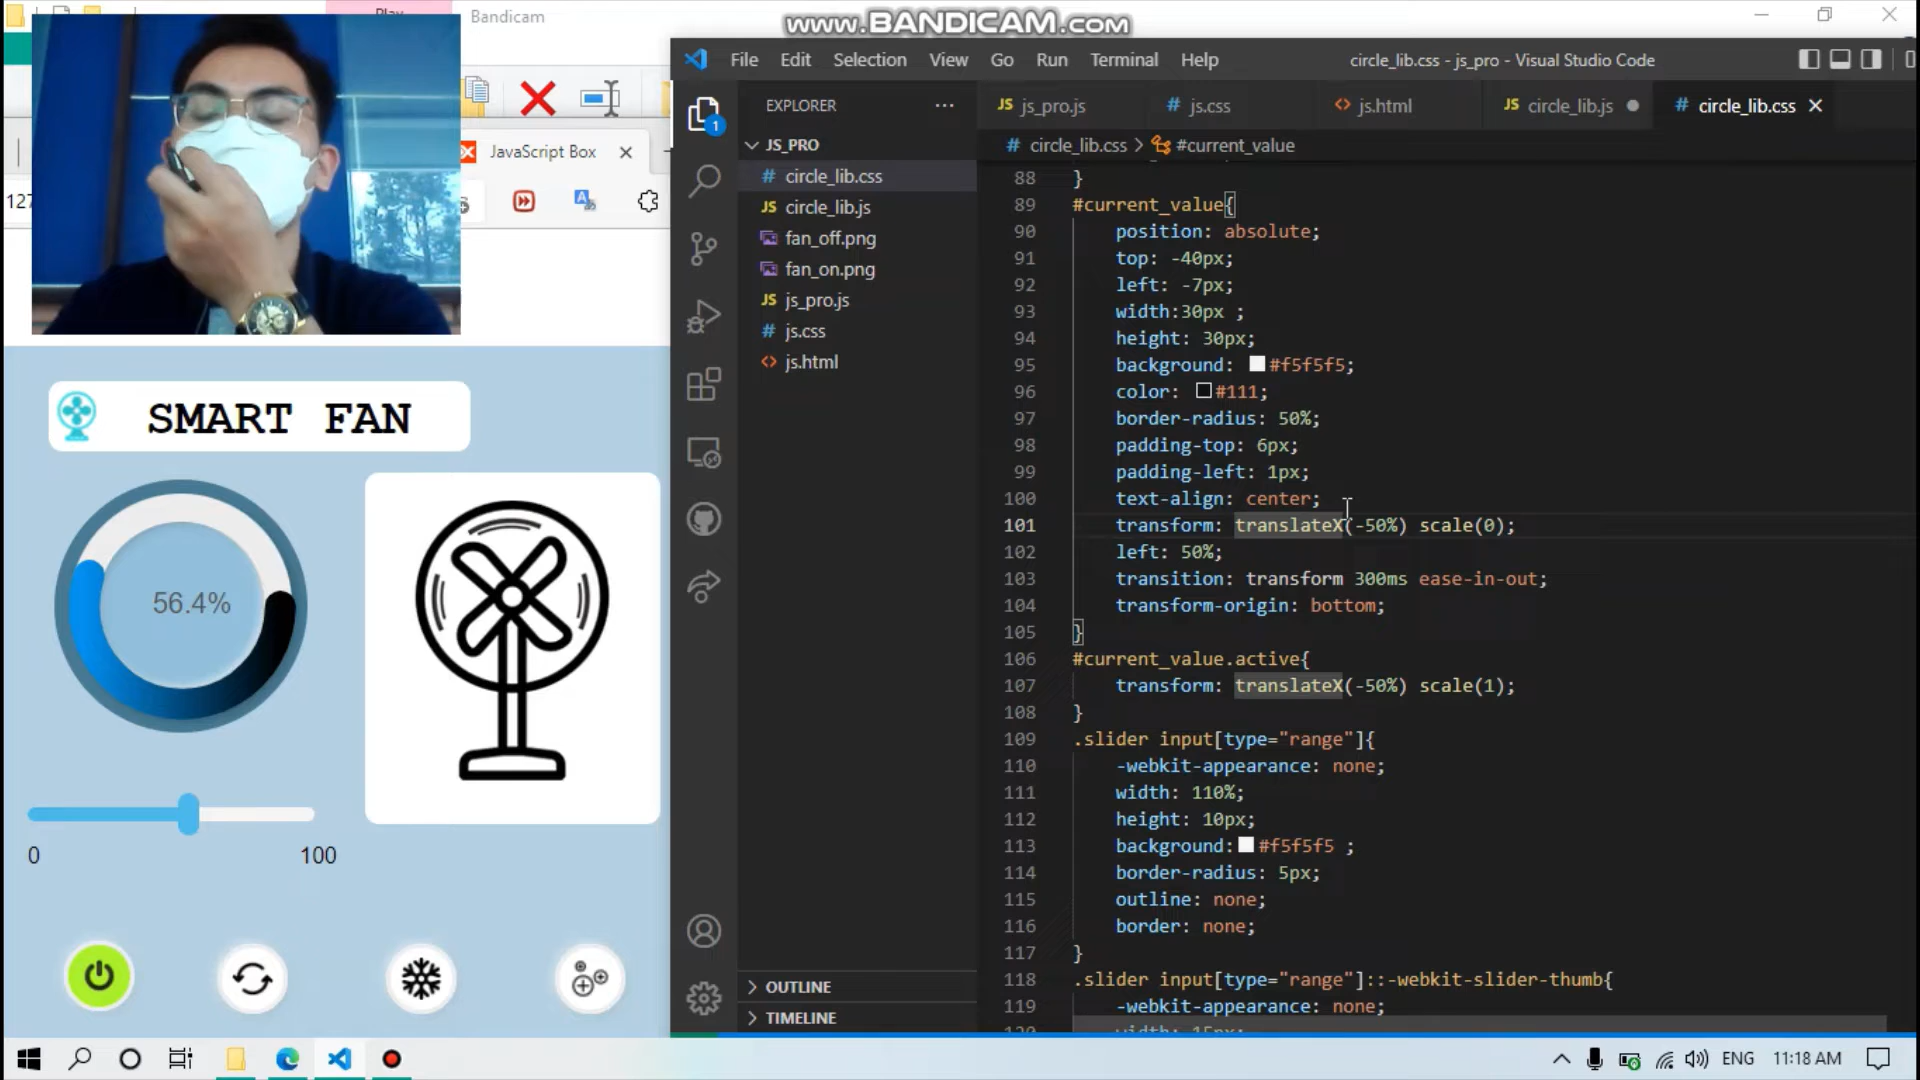 www.BANDICAM.com
Bandicam
File Edit Selection View Go Run Terminal Help
circle_lib.css - js_pro - Visual Studio Code
EXPLORER
js_pro.js
js.css
js.html
circle_lib.js
circle_lib.css
JavaScript Box
JS_PRO
circle_lib.css > #current_value
127
circle_lib.css
circle_lib.js
fan_off.png
fan_on.png
js_pro.js
js.css
js.html
1
88 }
89 #current_value{
90 position: absolute;
91 top: -40px;
92 left: -7px;
93 width:30px ;
94 height: 30px;
95 background: #f5f5f5;
96 color: #111;
97 border-radius: 50%;
98 padding-top: 6px;
99 padding-left: 1px;
100 text-align: center;
101 transform: translateX(-50%) scale(0);
102 left: 50%;
103 transition: transform 300ms ease-in-out;
104 transform-origin: bottom;
105 }
106 #current_value.active{
107 transform: translateX(-50%) scale(1);
108 }
109 .slider input[type="range"]{
110 -webkit-appearance: none;
111 width: 110%;
112 height: 10px;
113 background: #f5f5f5 ;
114 border-radius: 5px;
115 outline: none;
116 border: none;
117 }
118 .slider input[type="range"]::-webkit-slider-thumb{
119 -webkit-appearance: none;
SMART FAN
56.4%
0 100
OUTLINE
TIMELINE
ENG 11:18 AM